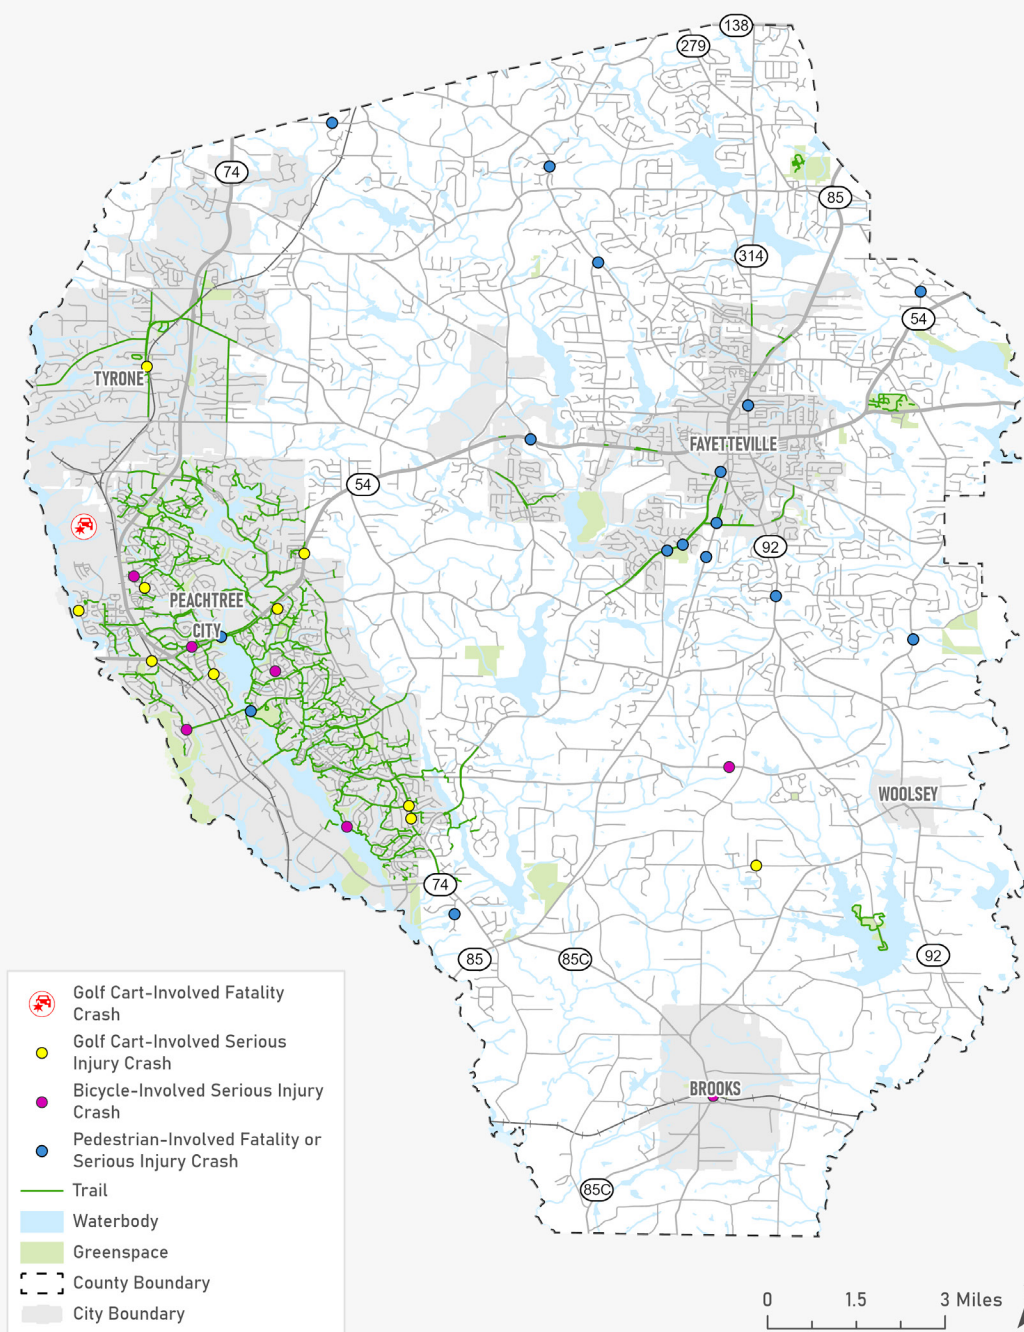 138
279
74
85
314
54
TYRONE
FAYETTEVILLE
54
92
PEACHTREE
CITY
WOOLSEY
74
85
85C
92
BROOKS
85C
Golf Cart-Involved Fatality
Crash
Golf Cart-Involved Serious
Injury Crash
Bicycle-Involved Serious Injury
Crash
Pedestrian-Involved Fatality or
Serious Injury Crash
Trail
Waterbody
Greenspace
County Boundary
City Boundary
0 1.5 3 Miles